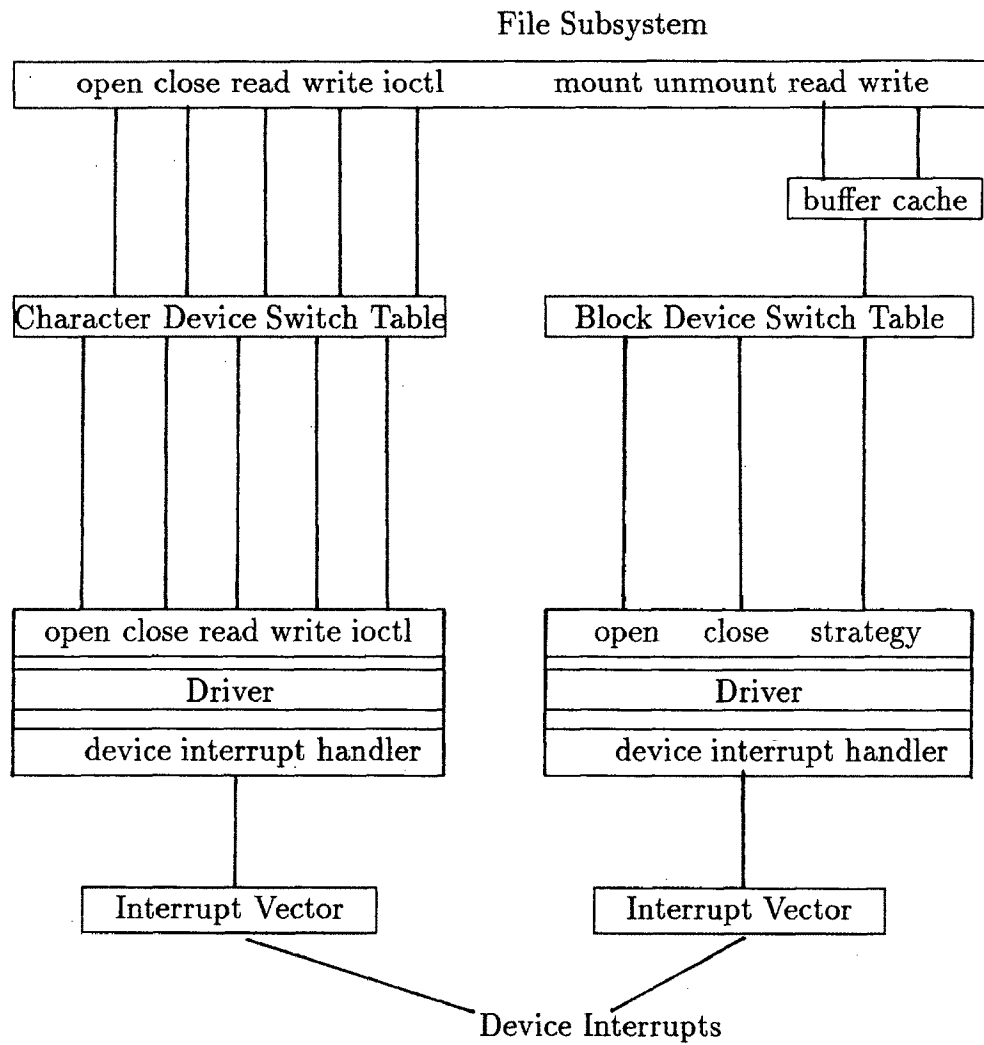 File Subsystem
open close read write ioctl mount unmount read write
buffer cache
Character Device Switch Table Block Device Switch Table
open close read write ioctl open close strategy
Driver Driver
device interrupt handler device interrupt handler
Interrupt Vector Interrupt Vector
Device Interrupts